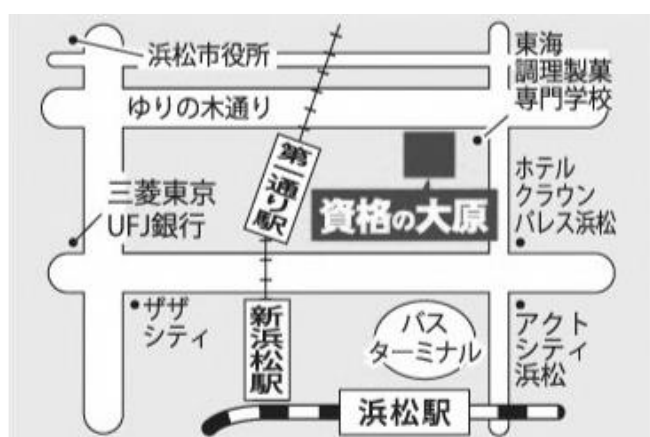 浜松市役所
東海
調理製菓
専門学校
ゆりの木通り
第一通り駅
ホテル
クラウン
パレス浜松
三菱東京
UFJ銀行
資格の大原
ザザ
シティ
新浜松駅
バス
ターミナル
アクト
シティ
浜松
浜松駅